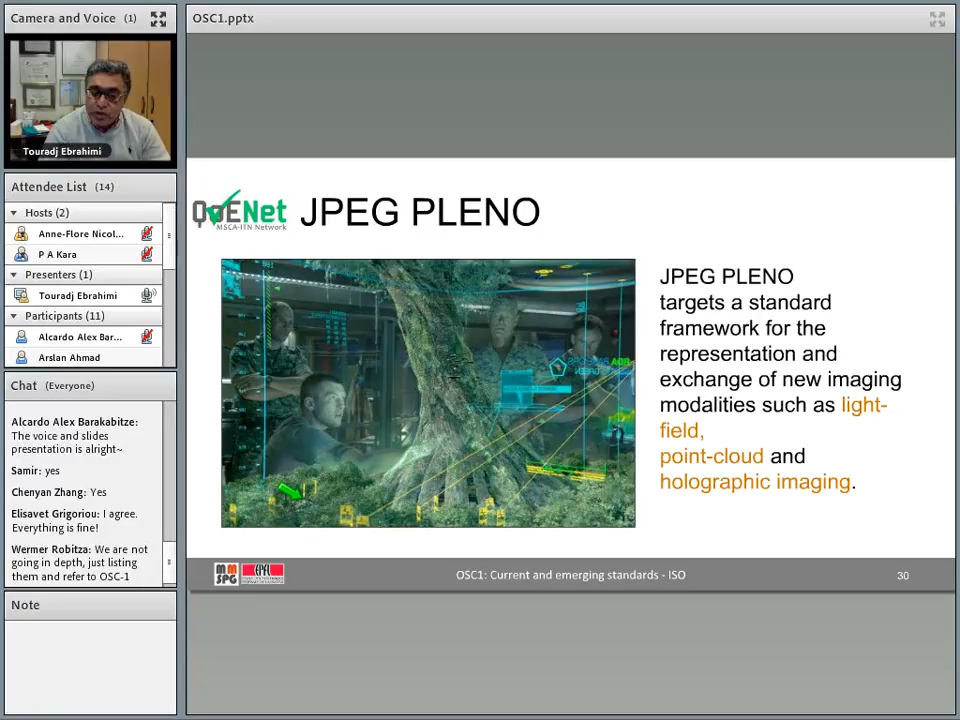 Camera and Voice (1)
Touradj Ebrahimi
Attendee List (14)
Hosts (2)
Anne-Flore Nicol...
P A Kara
Presenters (1)
Touradj Ebrahimi
Participants (11)
Alcardo Alex Bar...
Arslan Ahmad
Chat (Everyone)
Alcardo Alex Barakabitze:
The voice and slides
presentation is alright~
Samir: yes
Chenyan Zhang: Yes
Elisavet Grigoriou: I agree.
Everything is fine!
Wermer Robitza: We are not
going in depth, just listing
them and refer to OSC-1
Note
OSC1.pptx
QoENet
MSCA-ITN Network
JPEG PLENO
JPEG PLENO
targets a standard
framework for the
representation and
exchange of new imaging
modalities such as light-
field,
point-cloud and
holographic imaging.
MMSPG
EPFL
OSC1: Current and emerging standards - ISO
30